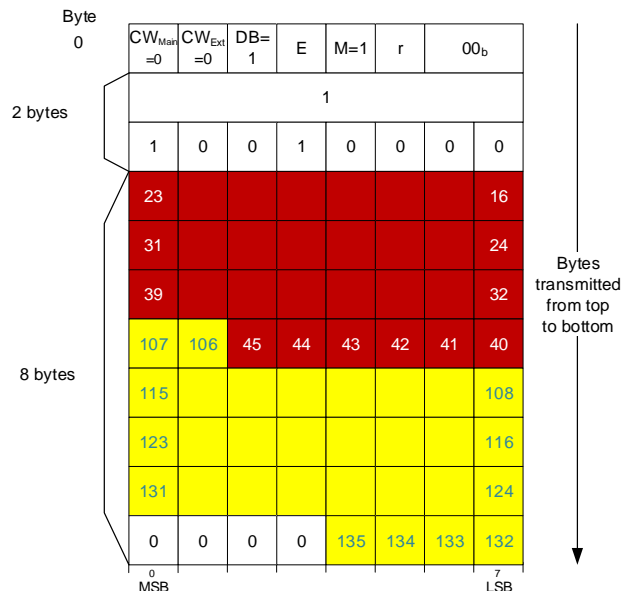 Byte
0
CW_Main =0 CW_Ext =0 DB= 1 E M=1 r 00_b
2 bytes
1
1 0 0 1 0 0 0 0
23 16
31 24
39 32
107 106 45 44 43 42 41 40
8 bytes
115 108
123 116
131 124
0 0 0 0 135 134 133 132
0 7
MSB LSB
Bytes
transmitted
from top
to bottom